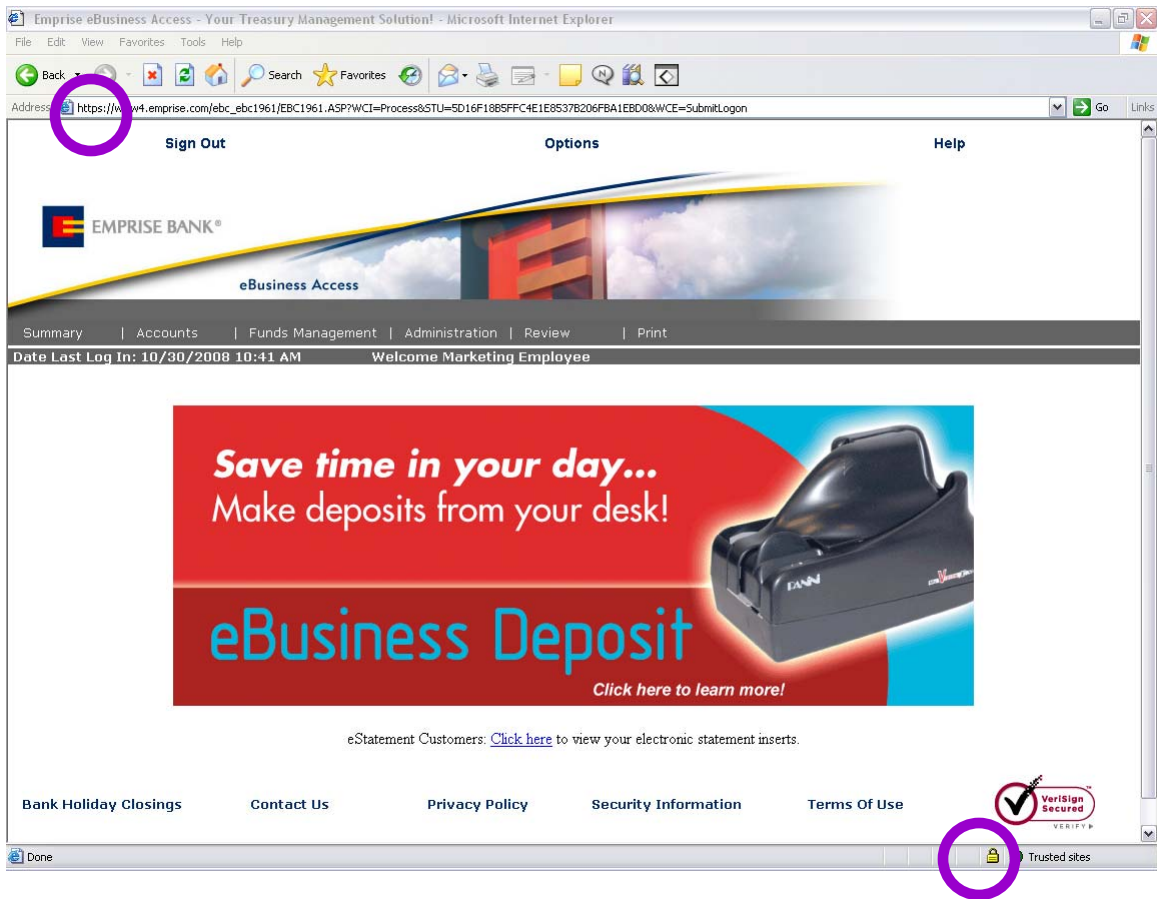 Emprise eBusiness Access - Your Treasury Management Solution! - Microsoft Internet Explorer
File Edit View Favorites Tools Help
Back Search Favorites
Address https://www4.emprise.com/ebc_ebc1961/EBC1961.ASP?WCI=Process&STU=5D16F18B5FFC4E1E8537B206FBA1EBD0&WCE=SubmitLogon Go Links
Sign Out Options Help
EMPRISE BANK®
eBusiness Access
Summary | Accounts | Funds Management | Administration | Review | Print
Date Last Log In: 10/30/2008 10:41 AM Welcome Marketing Employee
Save time in your day...
Make deposits from your desk!
PANINI
eBusiness Deposit
Click here to learn more!
eStatement Customers: Click here to view your electronic statement inserts.
Bank Holiday Closings Contact Us Privacy Policy Security Information Terms Of Use
VeriSign
Secured
VERIFY
Done Trusted sites